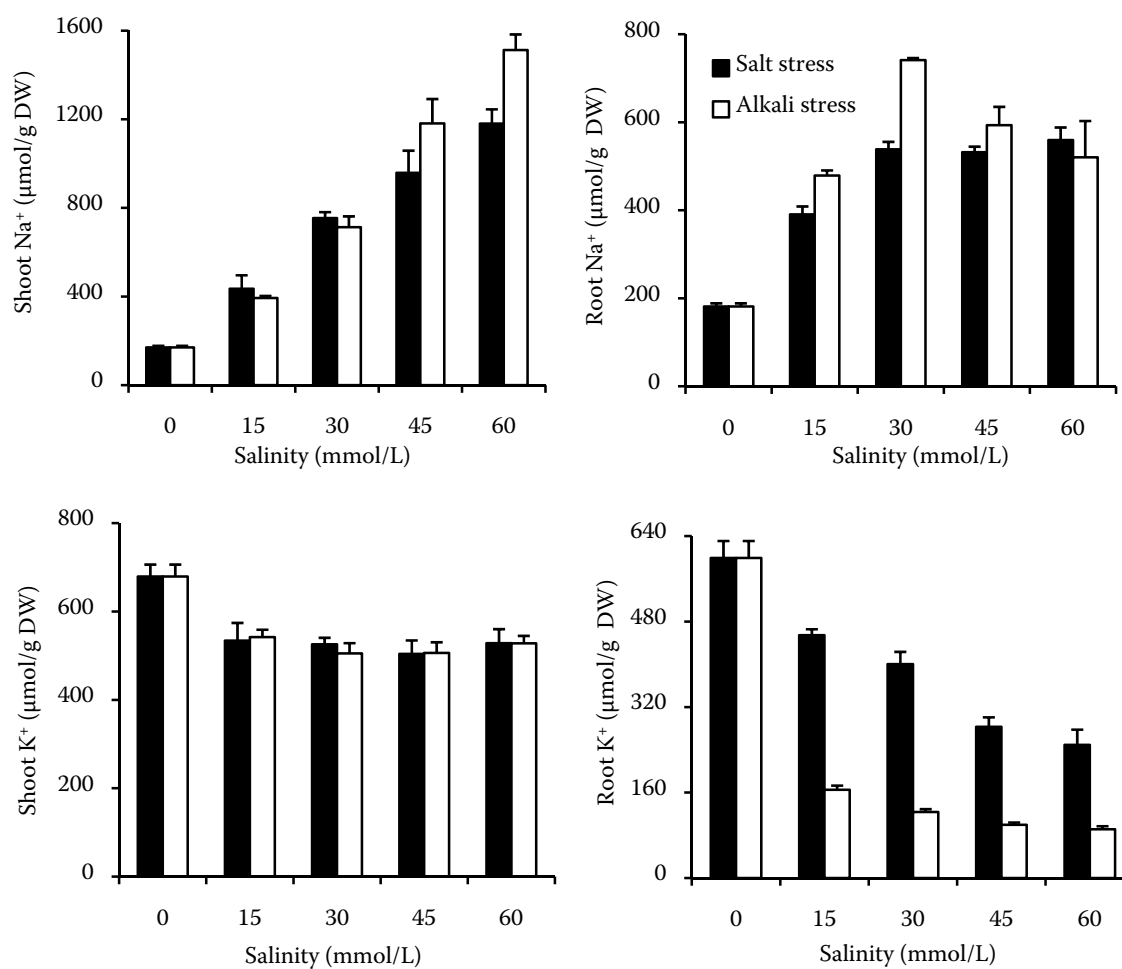 Shoot Na⁺ (μmol/g DW)
1600
1200
800
400
0
0 15 30 45 60
Salinity (mmol/L)
Root Na⁺ (μmol/g DW)
800
600
400
200
0
Salt stress
Alkali stress
0 15 30 45 60
Salinity (mmol/L)
Shoot K⁺ (μmol/g DW)
800
600
400
200
0
0 15 30 45 60
Salinity (mmol/L)
Root K⁺ (μmol/g DW)
640
480
320
160
0
0 15 30 45 60
Salinity (mmol/L)